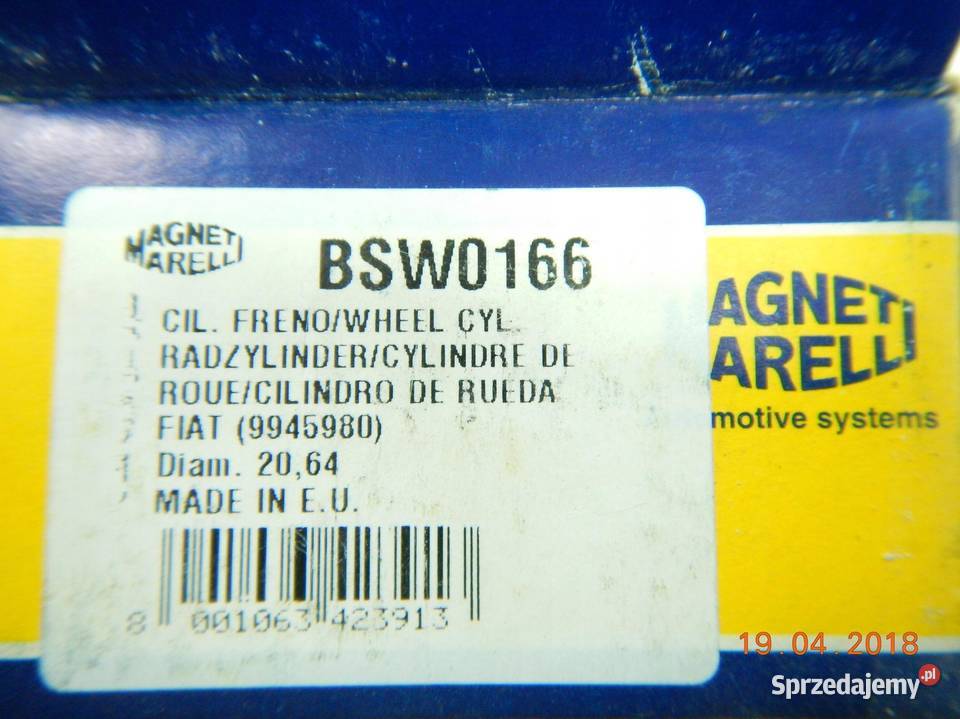 MAGNETI
MARELLI
BSW0166
CIL. FRENO/WHEEL CYL.
RADZYLINDER/CYLINDRE DE
ROUE/CILINDRO DE RUEDA
FIAT (9945980)
Diam. 20,64
MADE IN E.U.
8 001063 423913
AGNETI
ARELLI
motive systems
19.04.2018
Sprzedajemy.pl